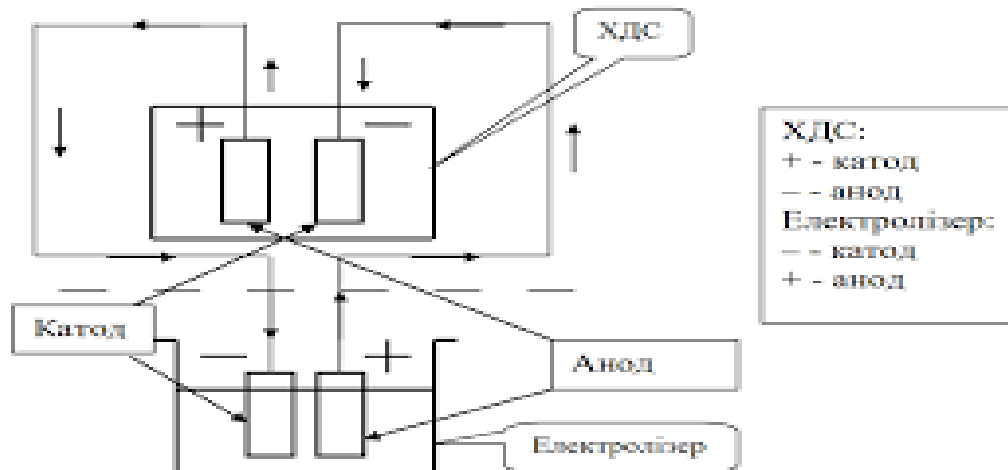 ХДС
+ −
ХДС:
+ - катод
− - анод
Електролізер:
− - катод
+ - анод
Катод
− +
Анод
Електролізер